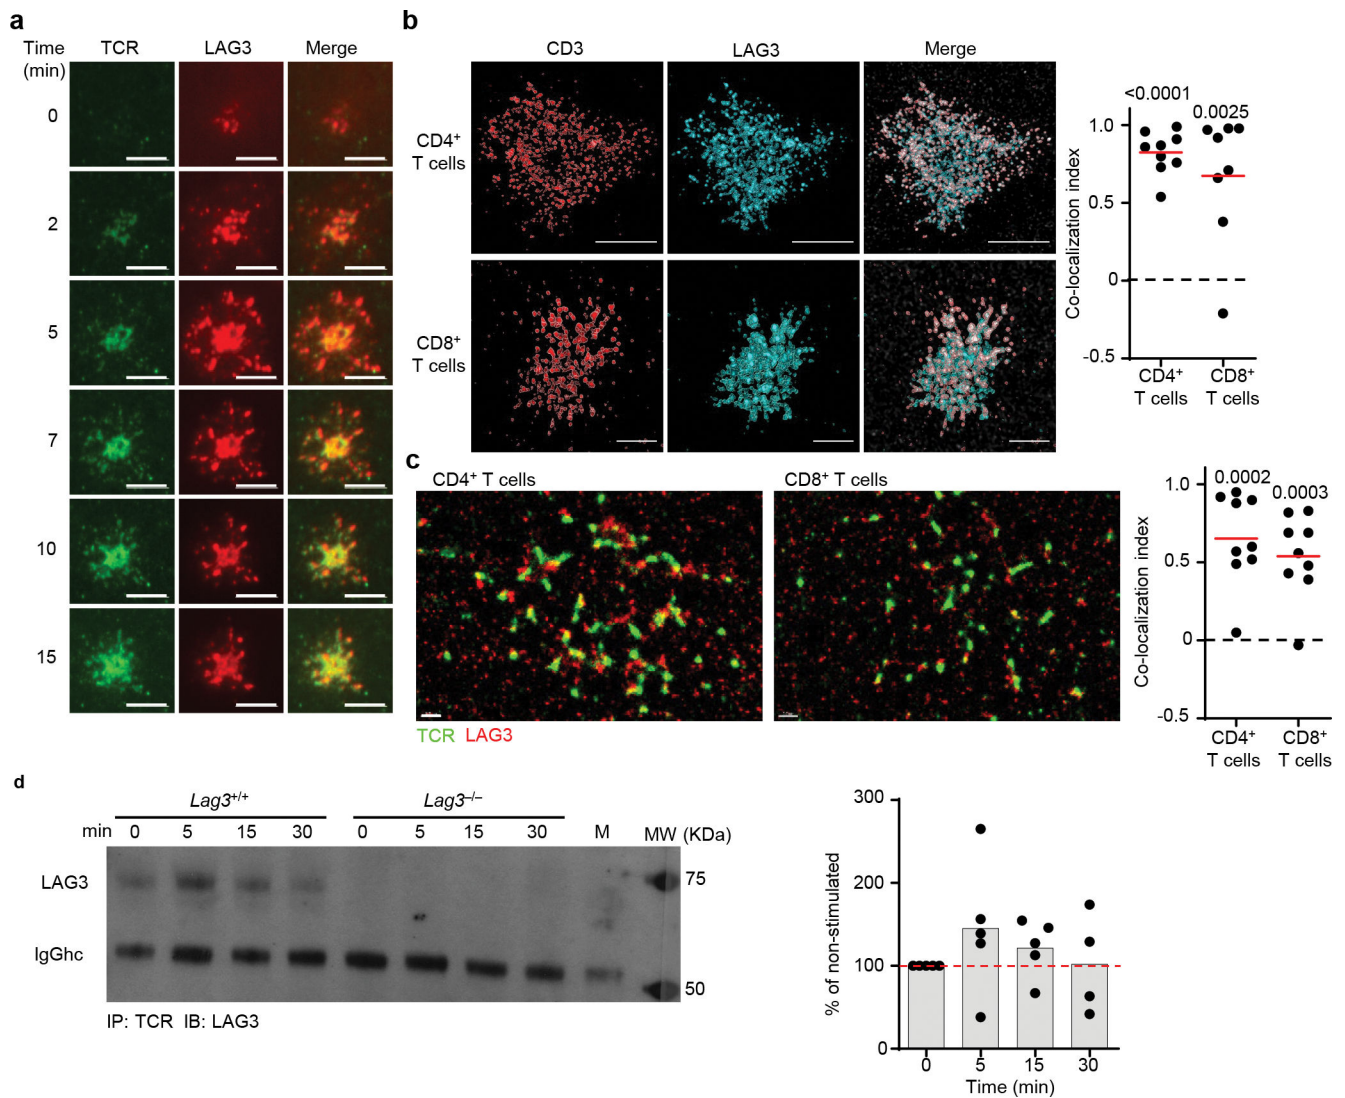 a
Time
(min)
TCR
LAG3
Merge
0
2
5
7
10
15
b
CD3
LAG3
Merge
CD4+
T cells
CD8+
T cells
Co-localization index
<0.0001
0.0025
1.0
0.5
0
-0.5
CD4+
T cells
CD8+
T cells
c
CD4+ T cells
CD8+ T cells
TCR LAG3
Co-localization index
0.0002
0.0003
1.0
0.5
0
-0.5
CD4+
T cells
CD8+
T cells
d
Lag3+/+
Lag3–/–
min 0 5 15 30 0 5 15 30 M MW (KDa)
LAG3
75
IgGhc
50
IP: TCR IB: LAG3
% of non-stimulated
300
200
100
0
0 5 15 30
Time (min)